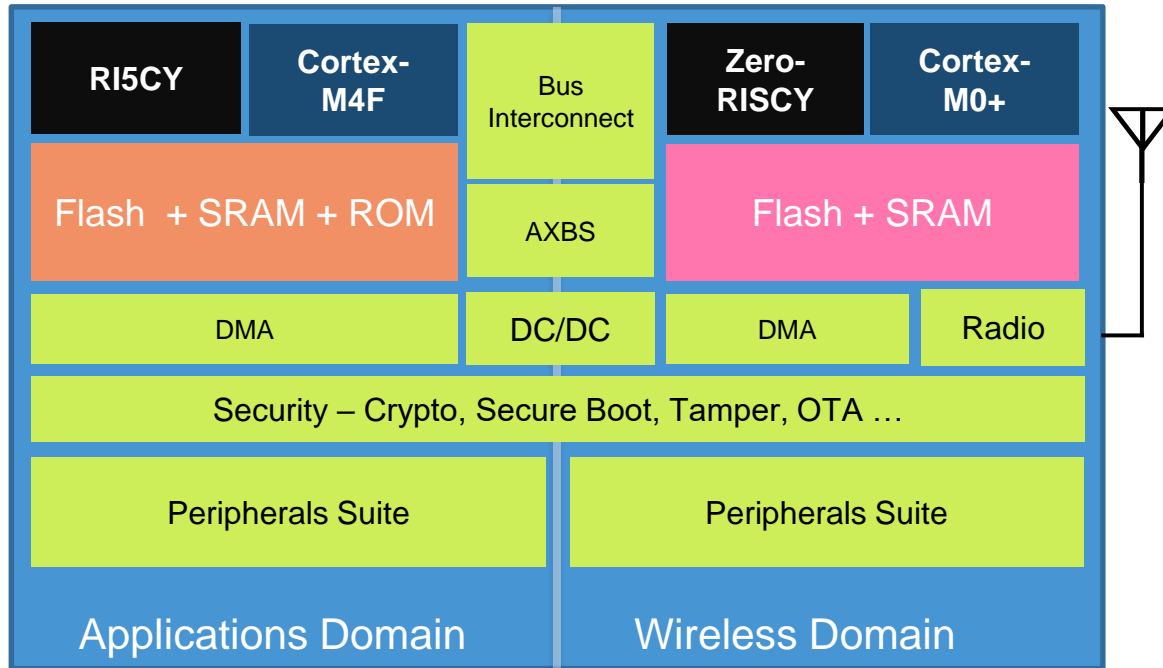 RI5CY
Cortex-
M4F
Bus
Interconnect
Zero-
RISCY
Cortex-
M0+
Flash + SRAM + ROM
AXBS
Flash + SRAM
DMA
DC/DC
DMA
Radio
Security – Crypto, Secure Boot, Tamper, OTA …
Peripherals Suite
Peripherals Suite
Applications Domain
Wireless Domain